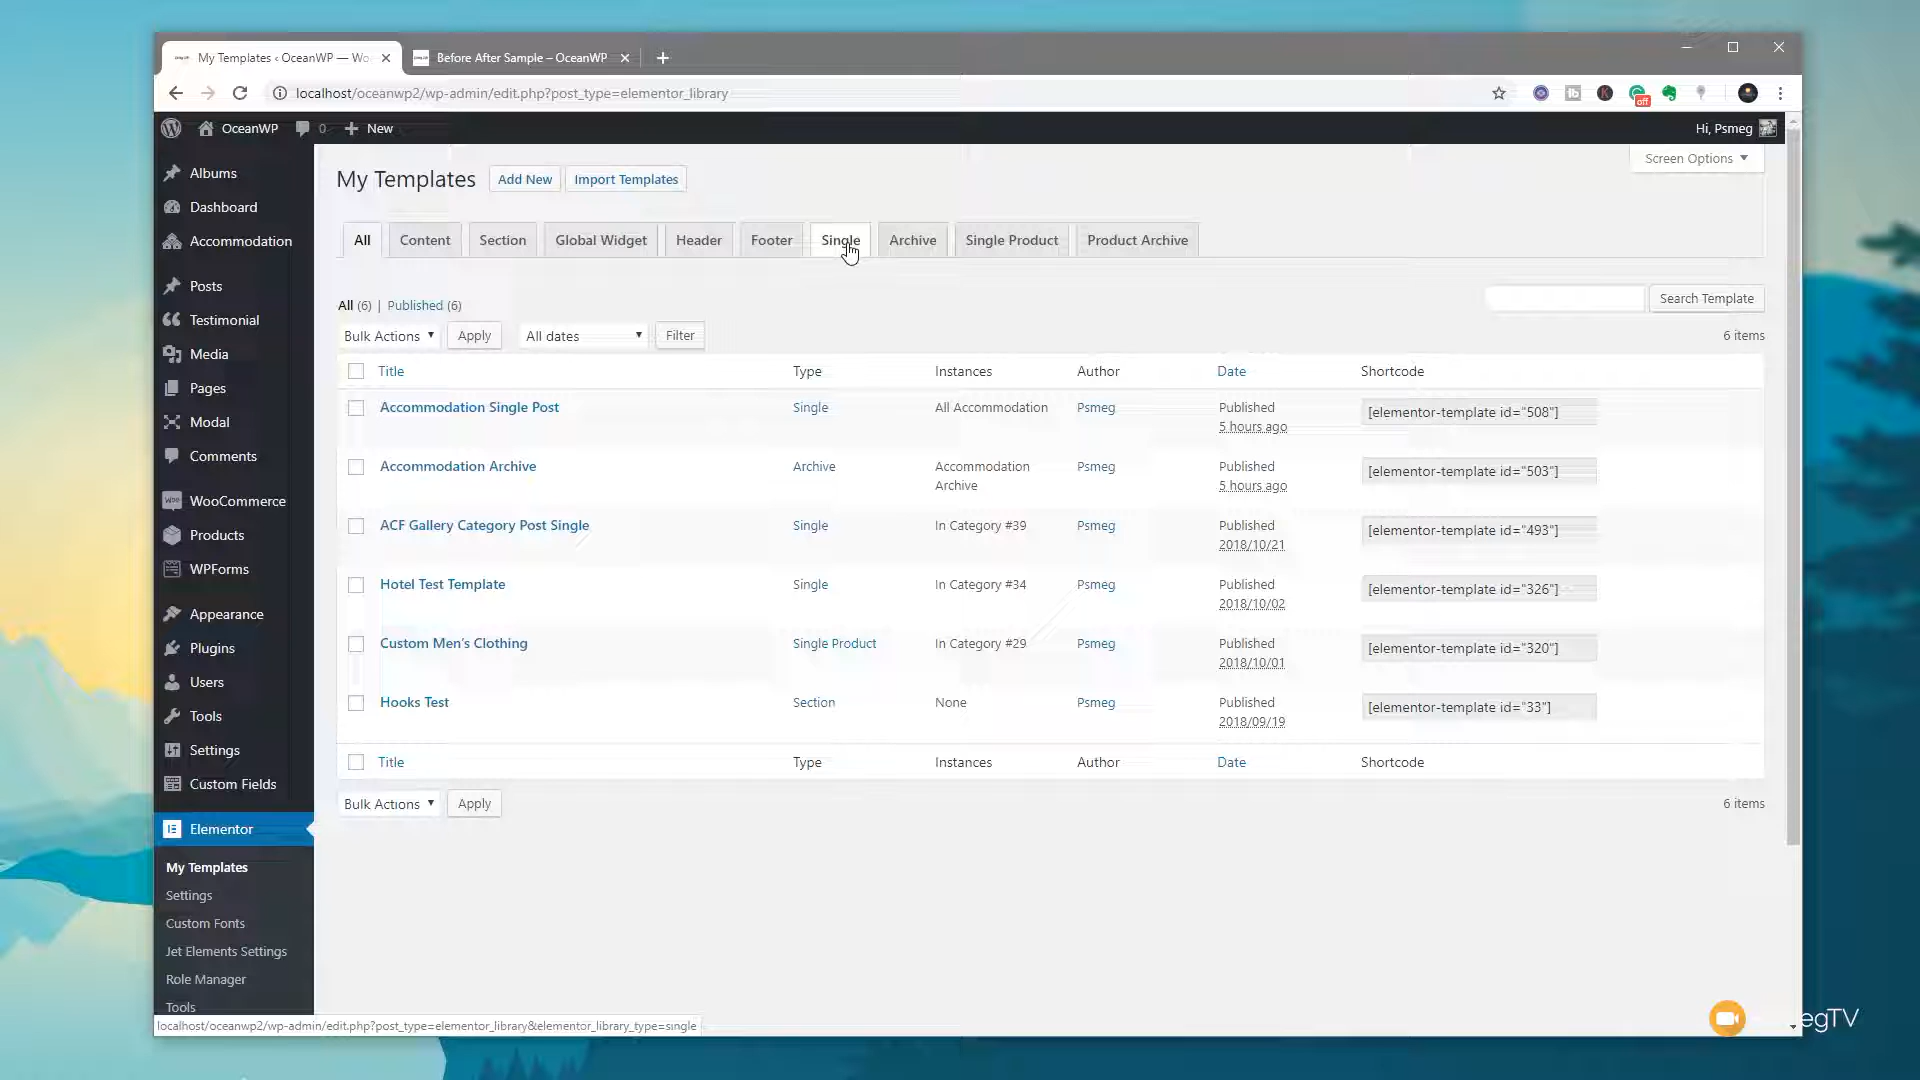 My Templates ‹ OceanWP — Wo
Before After Sample – OceanWP
localhost/oceanwp2/wp-admin/edit.php?post_type=elementor_library
off
OceanWP 0 New
Hi, Psmeg
Albums
Dashboard
Accommodation
Posts
Testimonial
Media
Pages
Modal
Comments
WooCommerce
Products
WPForms
Appearance
Plugins
Users
Tools
Settings
Custom Fields
Elementor
My Templates
Settings
Custom Fonts
Jet Elements Settings
Role Manager
Tools
Screen Options
My Templates Add New Import Templates
All Content Section Global Widget Header Footer Single Archive Single Product Product Archive
All (6) | Published (6)
Search Template
Bulk Actions Apply All dates Filter
6 items
Title Type Instances Author Date Shortcode
Accommodation Single Post Single All Accommodation Psmeg Published [elementor-template id="508"]
5 hours ago
Accommodation Archive Archive Accommodation Psmeg Published [elementor-template id="503"]
Archive 5 hours ago
ACF Gallery Category Post Single Single In Category #39 Psmeg Published [elementor-template id="493"]
2018/10/21
Hotel Test Template Single In Category #34 Psmeg Published [elementor-template id="326"]
2018/10/02
Custom Men's Clothing Single Product In Category #29 Psmeg Published [elementor-template id="320"]
2018/10/01
Hooks Test Section None Psmeg Published [elementor-template id="33"]
2018/09/19
Title Type Instances Author Date Shortcode
Bulk Actions Apply
6 items
localhost/oceanwp2/wp-admin/edit.php?post_type=elementor_library&elementor_library_type=single
egTV